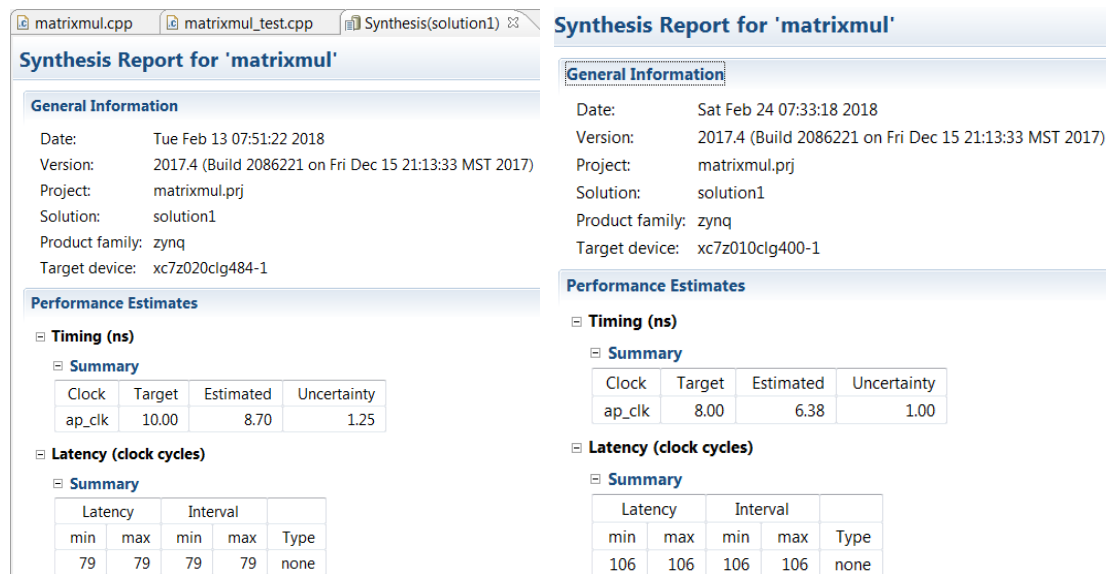 matrixmul.cpp matrixmul_test.cpp Synthesis(solution1)
Synthesis Report for 'matrixmul'
General Information
Date: Tue Feb 13 07:51:22 2018
Version: 2017.4 (Build 2086221 on Fri Dec 15 21:13:33 MST 2017)
Project: matrixmul.prj
Solution: solution1
Product family: zynq
Target device: xc7z020clg484-1
Performance Estimates
Timing (ns)
Summary
Clock Target Estimated Uncertainty
ap_clk 10.00 8.70 1.25
Latency (clock cycles)
Summary
Latency Interval
min max min max Type
79 79 79 79 none
Synthesis Report for 'matrixmul'
General Information
Date: Sat Feb 24 07:33:18 2018
Version: 2017.4 (Build 2086221 on Fri Dec 15 21:13:33 MST 2017)
Project: matrixmul.prj
Solution: solution1
Product family: zynq
Target device: xc7z010clg400-1
Performance Estimates
Timing (ns)
Summary
Clock Target Estimated Uncertainty
ap_clk 8.00 6.38 1.00
Latency (clock cycles)
Summary
Latency Interval
min max min max Type
106 106 106 106 none